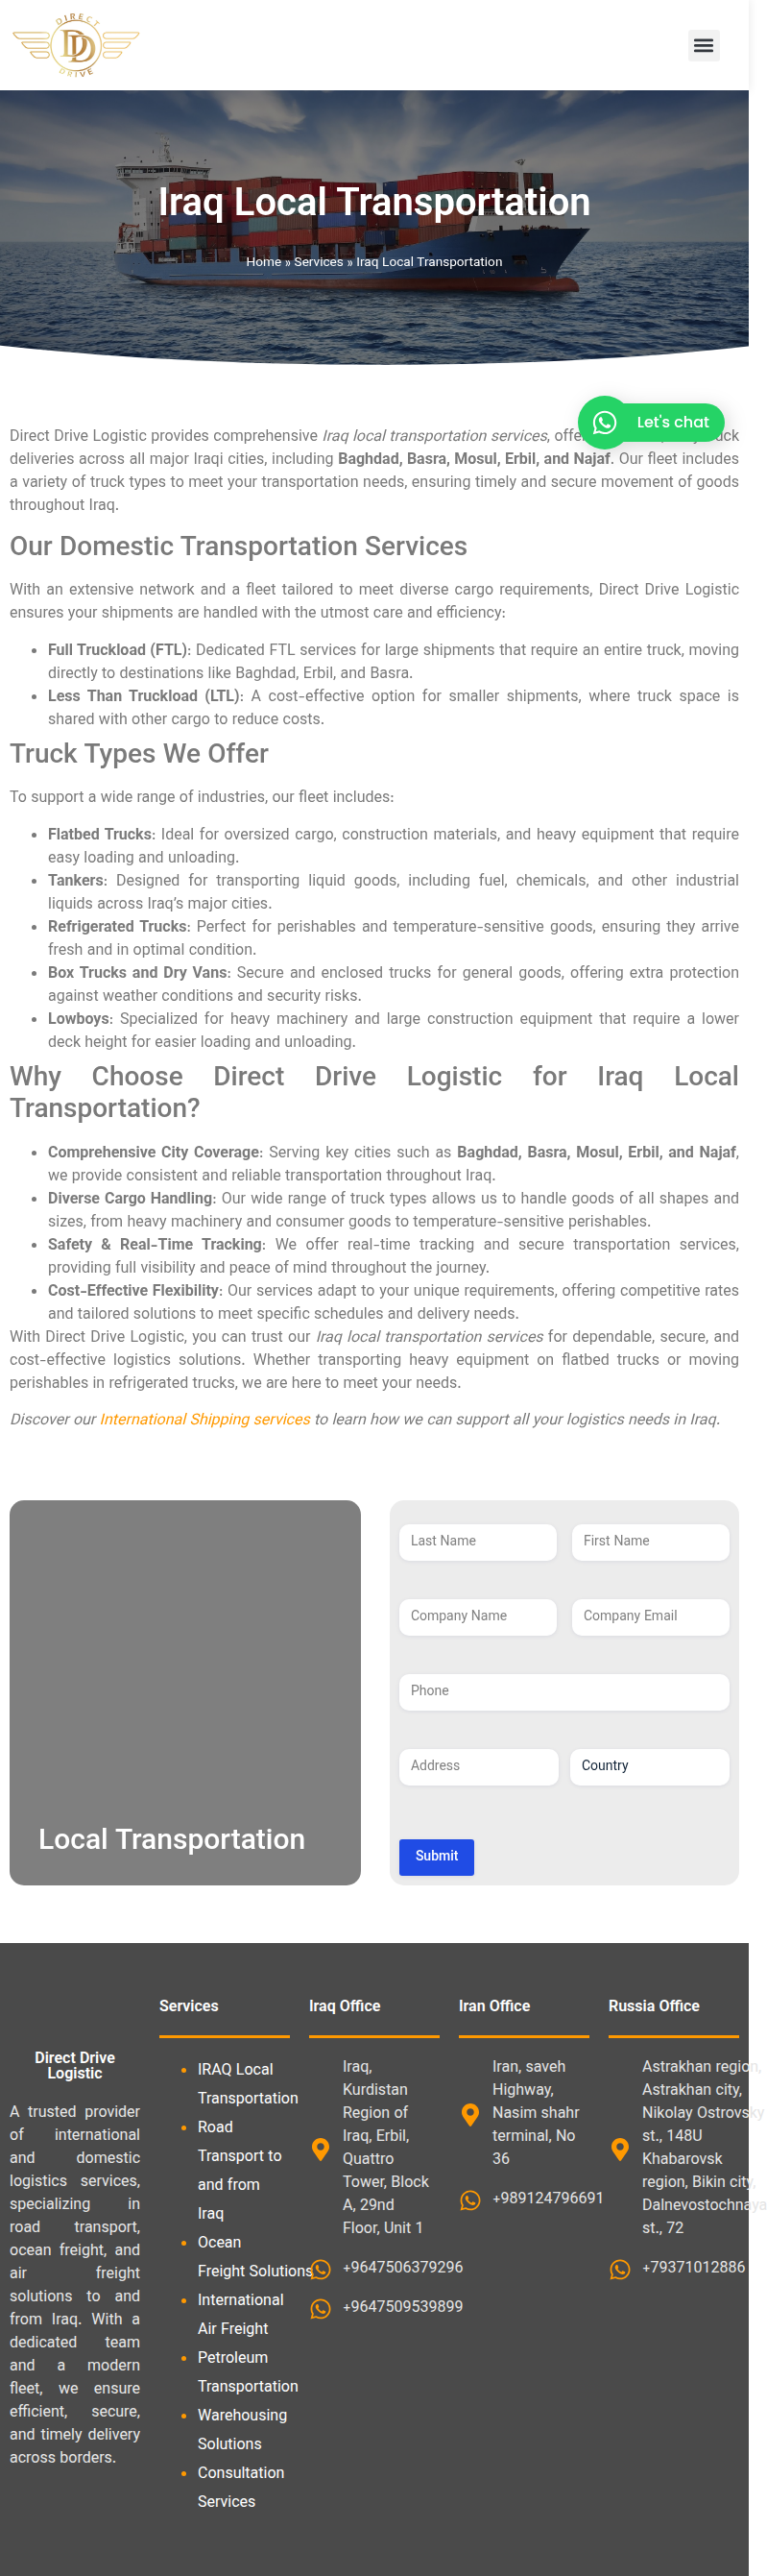 DIRECT
DD
DRIVE
Iraq Local Transportation
Home » Services » Iraq Local Transportation
Let's chat
Direct Drive Logistic provides comprehensive Iraq local transportation services, truck
deliveries across all major Iraqi cities, including Baghdad, Basra, Mosul, Erbil, and Najaf. Our fleet includes
a variety of truck types to meet your transportation needs, ensuring timely and secure movement of goods
throughout Iraq.
Our Domestic Transportation Services
With an extensive network and a fleet tailored to meet diverse cargo requirements, Direct Drive Logistic
ensures your shipments are handled with the utmost care and efficiency:
• Full Truckload (FTL): Dedicated FTL services for large shipments that require an entire truck, moving
directly to destinations like Baghdad, Erbil, and Basra.
• Less Than Truckload (LTL): A cost-effective option for smaller shipments, where truck space is
shared with other cargo to reduce costs.
Truck Types We Offer
To support a wide range of industries, our fleet includes:
• Flatbed Trucks: Ideal for oversized cargo, construction materials, and heavy equipment that require
easy loading and unloading.
• Tankers: Designed for transporting liquid goods, including fuel, chemicals, and other industrial
liquids across Iraq's major cities.
• Refrigerated Trucks: Perfect for perishables and temperature-sensitive goods, ensuring they arrive
fresh and in optimal condition.
• Box Trucks and Dry Vans: Secure and enclosed trucks for general goods, offering extra protection
against weather conditions and security risks.
• Lowboys: Specialized for heavy machinery and large construction equipment that require a lower
deck height for easier loading and unloading.
Why Choose Direct Drive Logistic for Iraq Local
Transportation?
• Comprehensive City Coverage: Serving key cities such as Baghdad, Basra, Mosul, Erbil, and Najaf,
we provide consistent and reliable transportation throughout Iraq.
• Diverse Cargo Handling: Our wide range of truck types allows us to handle goods of all shapes and
sizes, from heavy machinery and consumer goods to temperature-sensitive perishables.
• Safety & Real-Time Tracking: We offer real-time tracking and secure transportation services,
providing full visibility and peace of mind throughout the journey.
• Cost-Effective Flexibility: Our services adapt to your unique requirements, offering competitive rates
and tailored solutions to meet specific schedules and delivery needs.
With Direct Drive Logistic, you can trust our Iraq local transportation services for dependable, secure, and
cost-effective logistics solutions. Whether transporting heavy equipment on flatbed trucks or moving
perishables in refrigerated trucks, we are here to meet your needs.
Discover our International Shipping services to learn how we can support all your logistics needs in Iraq.
Local Transportation
Last Name
First Name
Company Name
Company Email
Phone
Address
Country
Submit
Direct Drive
Logistic
A trusted provider
of international
and domestic
logistics services,
specializing in
road transport,
ocean freight, and
air freight
solutions to and
from Iraq. With a
dedicated team
and a modern
fleet, we ensure
efficient, secure,
and timely delivery
across borders.
Services
• IRAQ Local
Transportation
• Road
Transport to
and from
Iraq
• Ocean
Freight Solutions
• International
Air Freight
• Petroleum
Transportation
• Warehousing
Solutions
• Consultation
Services
Iraq Office
Iraq,
Kurdistan
Region of
Iraq, Erbil,
Quattro
Tower, Block
A, 29nd
Floor, Unit 1
+9647506379296
+9647509539899
Iran Office
Iran, saveh
Highway,
Nasim shahr
terminal, No
36
+989124796691
Russia Office
Astrakhan region,
Astrakhan city,
Nikolay Ostrovsky
st., 148U
Khabarovsk
region, Bikin city,
Dalnevostochnaya
st., 72
+79371012886